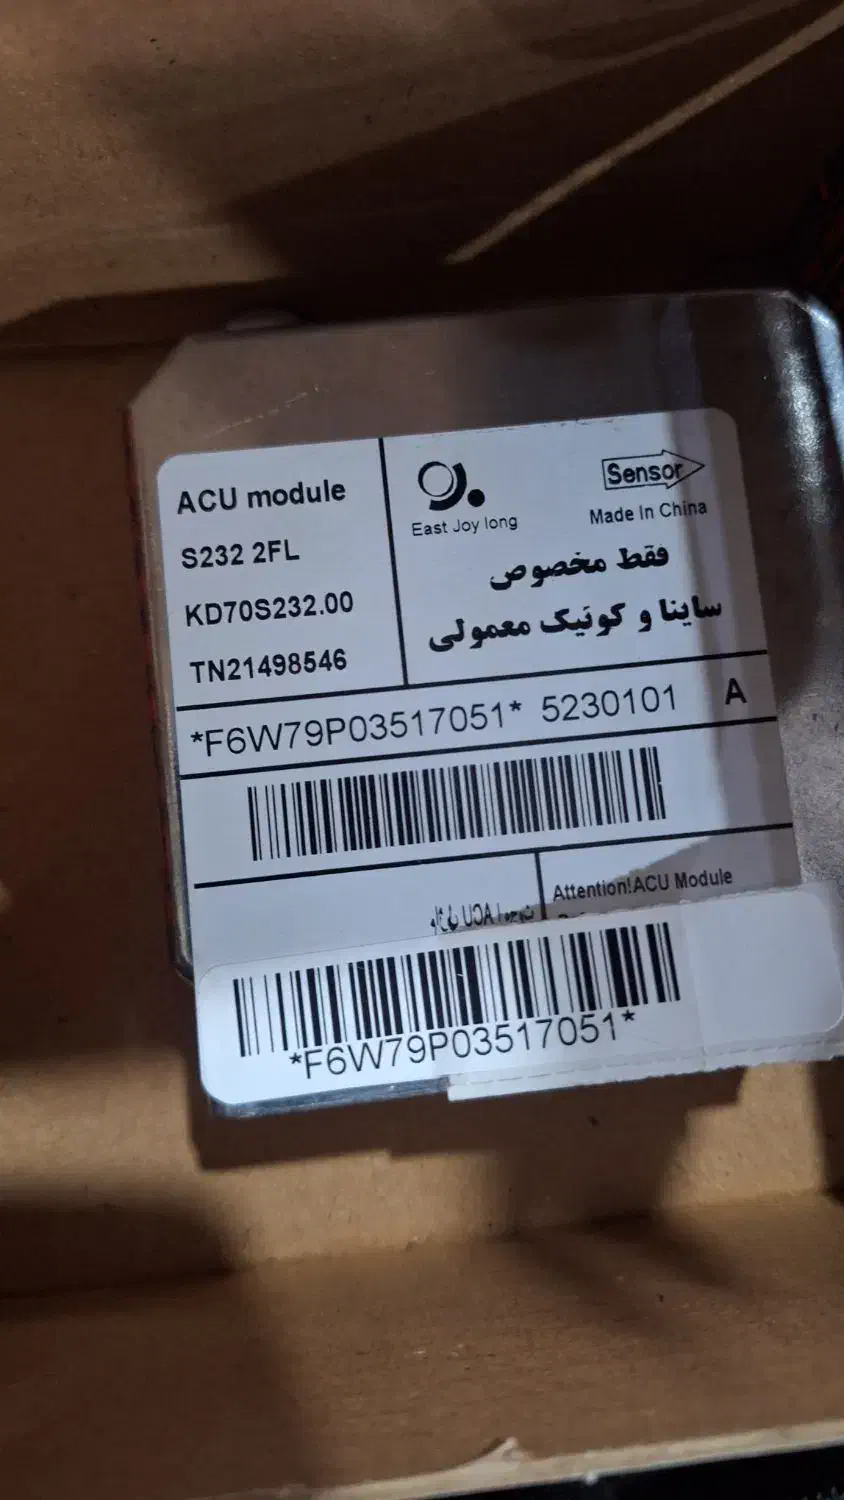 ACU module
S232 2FL
KD70S232.00
TN21498546
East Joy long
Sensor
Made In China
فقط مخصوص
ساینا و کوئیک معمولی
*F6W79P03517051* 5230101 A
Attention!ACU Module
*F6W79P03517051*